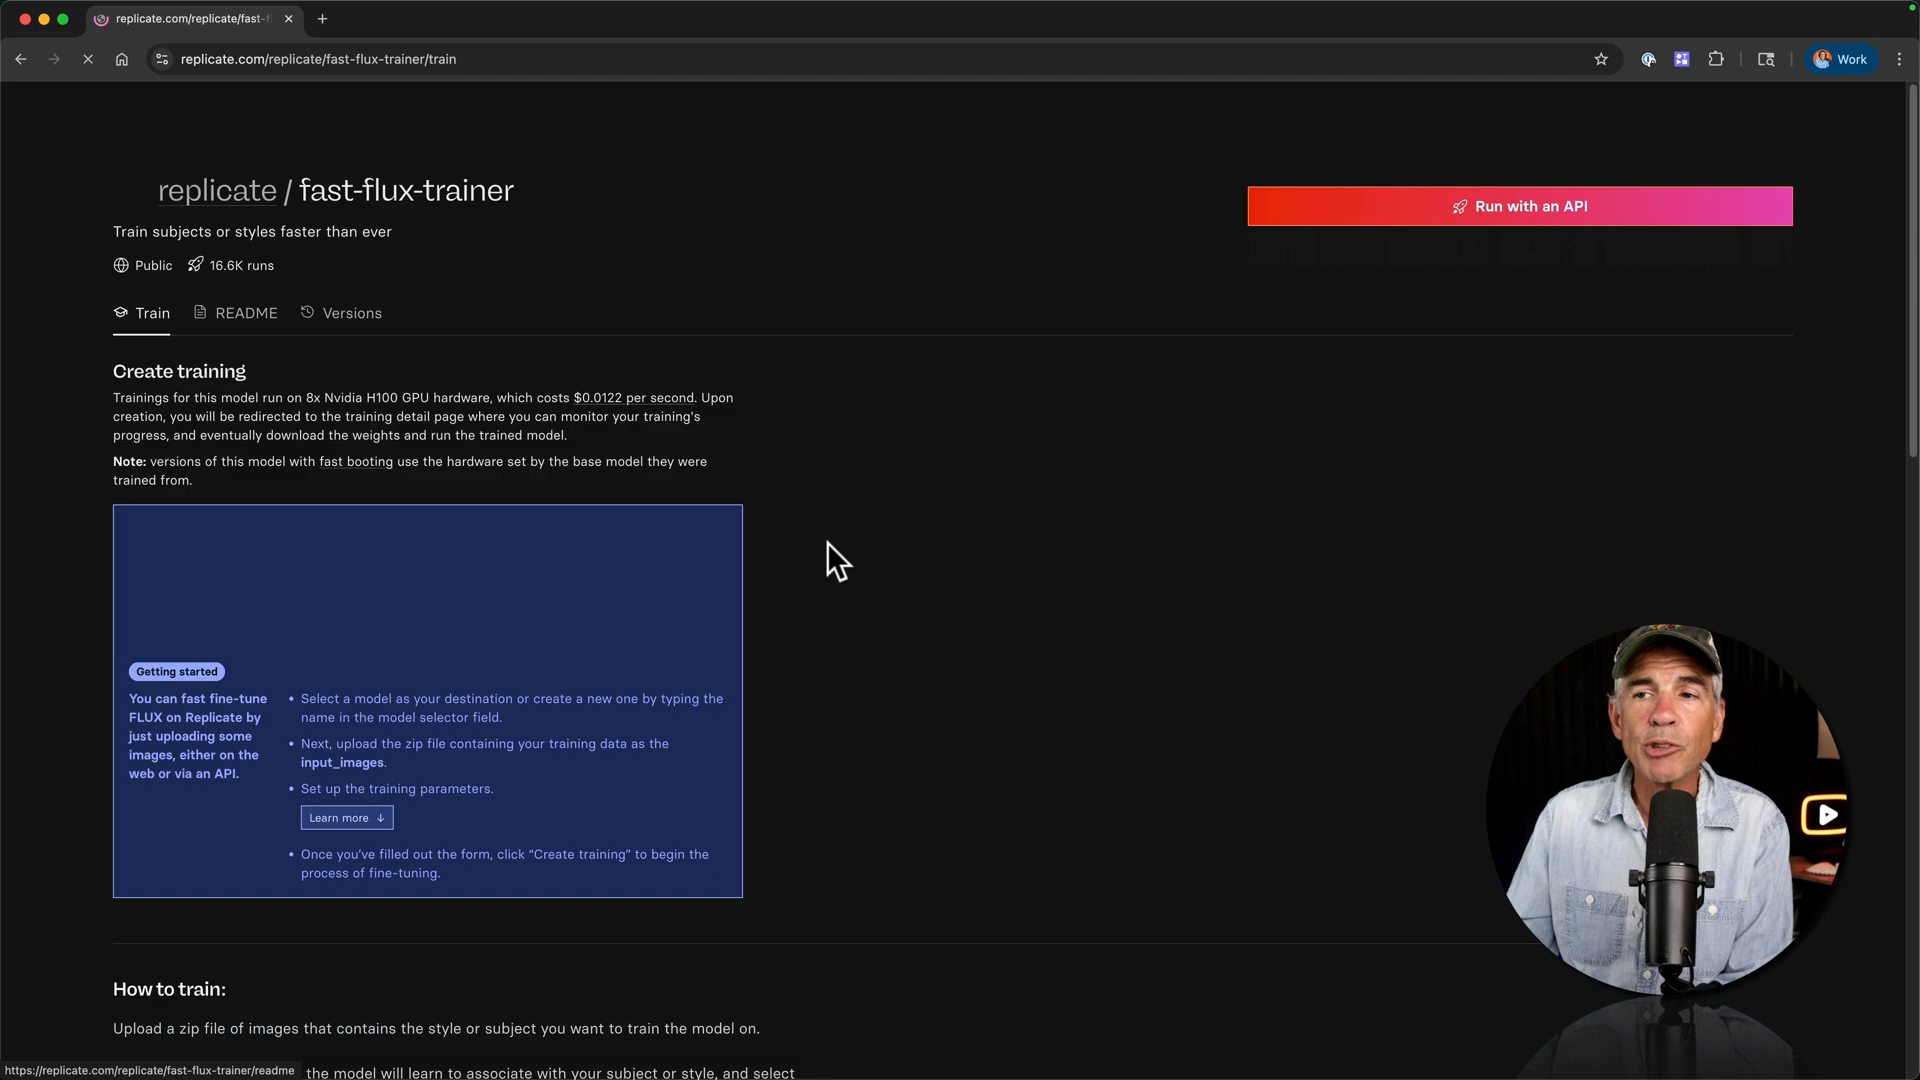 replicate.com/replicate/fast-f
replicate.com/replicate/fast-flux-trainer/train
Work
replicate / fast-flux-trainer
Run with an API
Train subjects or styles faster than ever
Public
16.6K runs
Train
README
Versions
Create training
Trainings for this model run on 8x Nvidia H100 GPU hardware, which costs $0.0122 per second. Upon
creation, you will be redirected to the training detail page where you can monitor your training's
progress, and eventually download the weights and run the trained model.
Note: versions of this model with fast booting use the hardware set by the base model they were
trained from.
Getting started
You can fast fine-tune
FLUX on Replicate by
just uploading some
images, either on the
web or via an API.
• Select a model as your destination or create a new one by typing the
name in the model selector field.
• Next, upload the zip file containing your training data as the
input_images.
• Set up the training parameters.
Learn more ↓
• Once you've filled out the form, click “Create training” to begin the
process of fine-tuning.
How to train:
Upload a zip file of images that contains the style or subject you want to train the model on.
https://replicate.com/replicate/fast-flux-trainer/readme
the model will learn to associate with your subject or style, and select